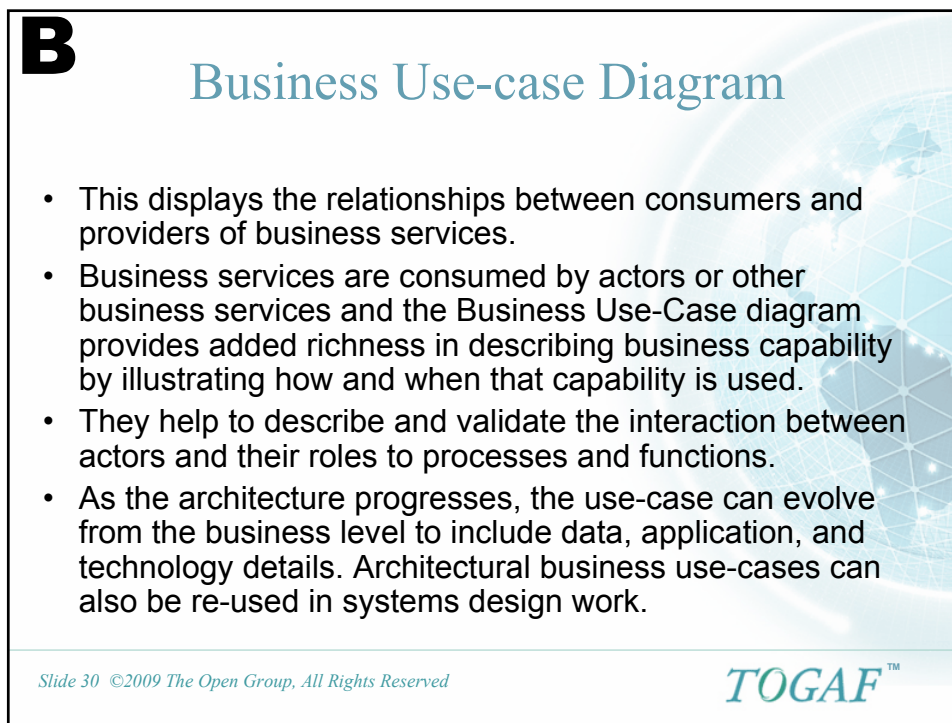 B
Business Use-case Diagram
• This displays the relationships between consumers and
providers of business services.
• Business services are consumed by actors or other
business services and the Business Use-Case diagram
provides added richness in describing business capability
by illustrating how and when that capability is used.
• They help to describe and validate the interaction between
actors and their roles to processes and functions.
• As the architecture progresses, the use-case can evolve
from the business level to include data, application, and
technology details. Architectural business use-cases can
also be re-used in systems design work.
Slide 30 ©2009 The Open Group, All Rights Reserved
TOGAF™